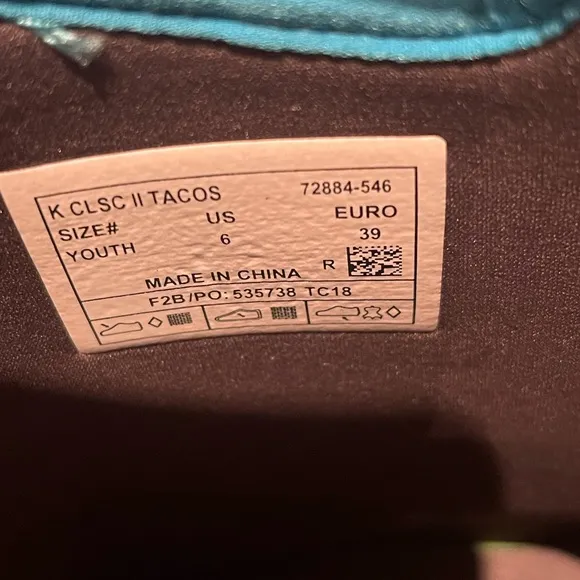 K CLSC II TACOS 72884-546
SIZE# US EURO
YOUTH 6 39
MADE IN CHINA R
F2B/PO: 535738 TC18